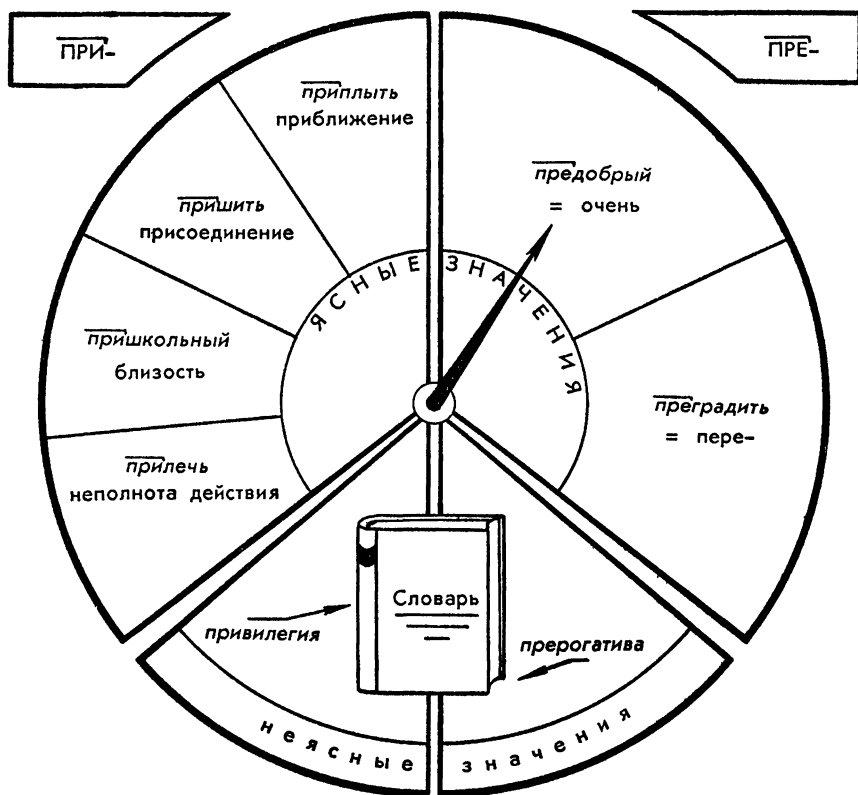 ПРИ-
ПРЕ-
приплыть
приближение
пришить
присоединение
пришкольный
близость
прилечь
неполнота действия
ЯСНЫЕ ЗНАЧЕНИЯ
предобрый
= очень
преградить
= пере-
Словарь
привилегия
прерогатива
неясные значения